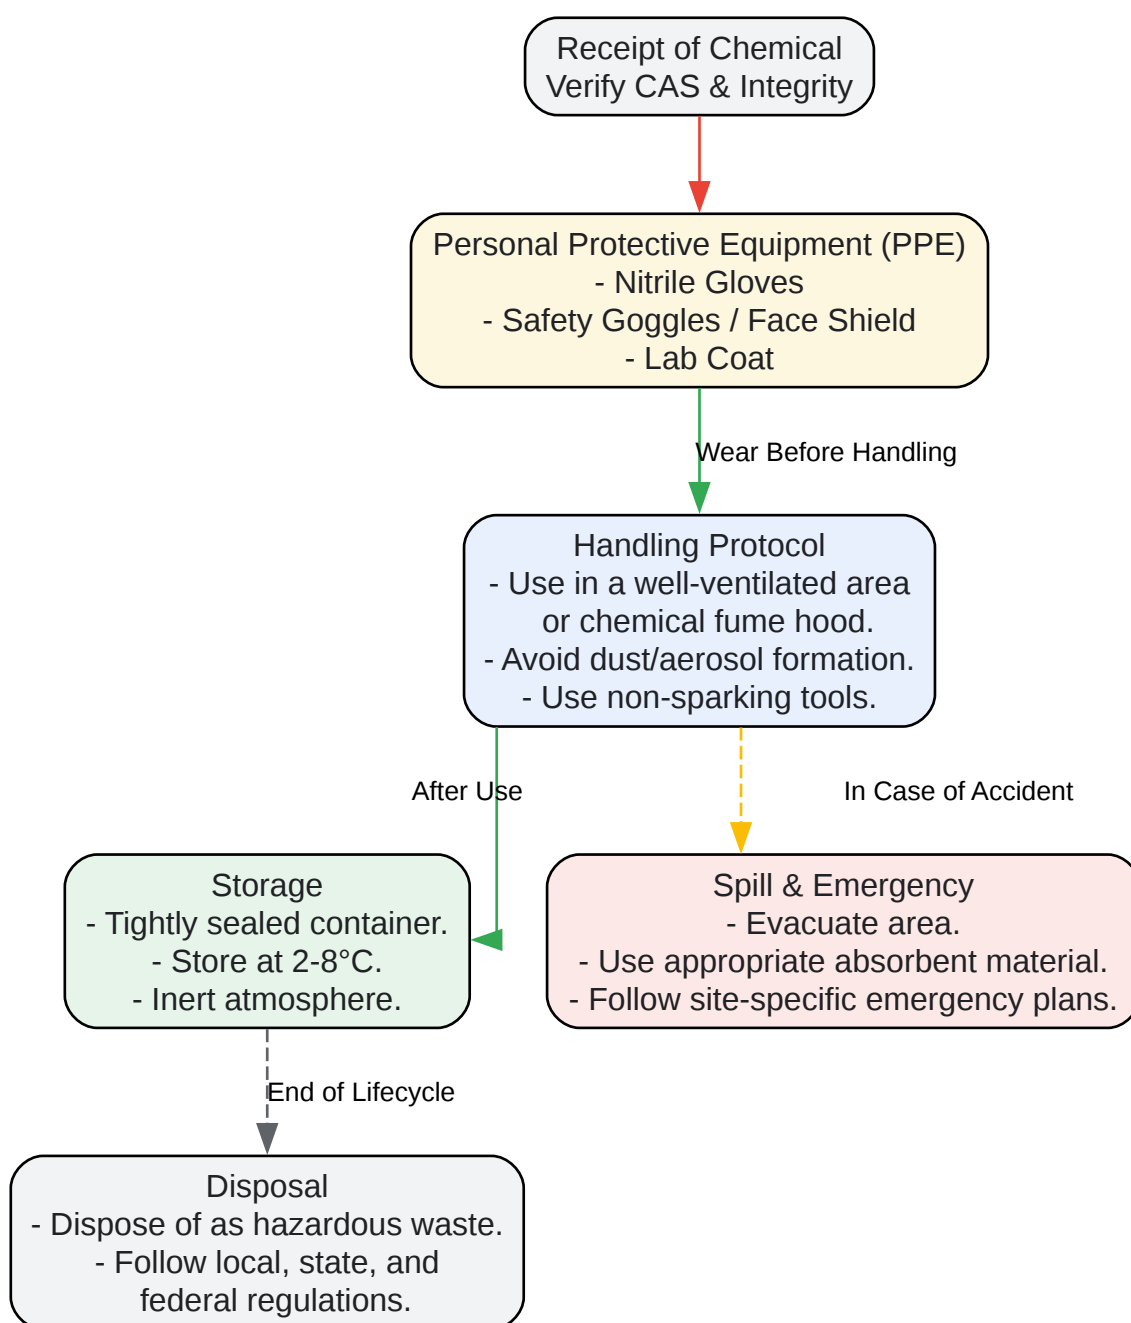 Receipt of Chemical
Verify CAS & Integrity
Personal Protective Equipment (PPE)
- Nitrile Gloves
- Safety Goggles / Face Shield
- Lab Coat
Wear Before Handling
Handling Protocol
- Use in a well-ventilated area
or chemical fume hood.
- Avoid dust/aerosol formation.
- Use non-sparking tools.
After Use
In Case of Accident
Storage
- Tightly sealed container.
- Store at 2-8°C.
- Inert atmosphere.
Spill & Emergency
- Evacuate area.
- Use appropriate absorbent material.
- Follow site-specific emergency plans.
End of Lifecycle
Disposal
- Dispose of as hazardous waste.
- Follow local, state, and
federal regulations.